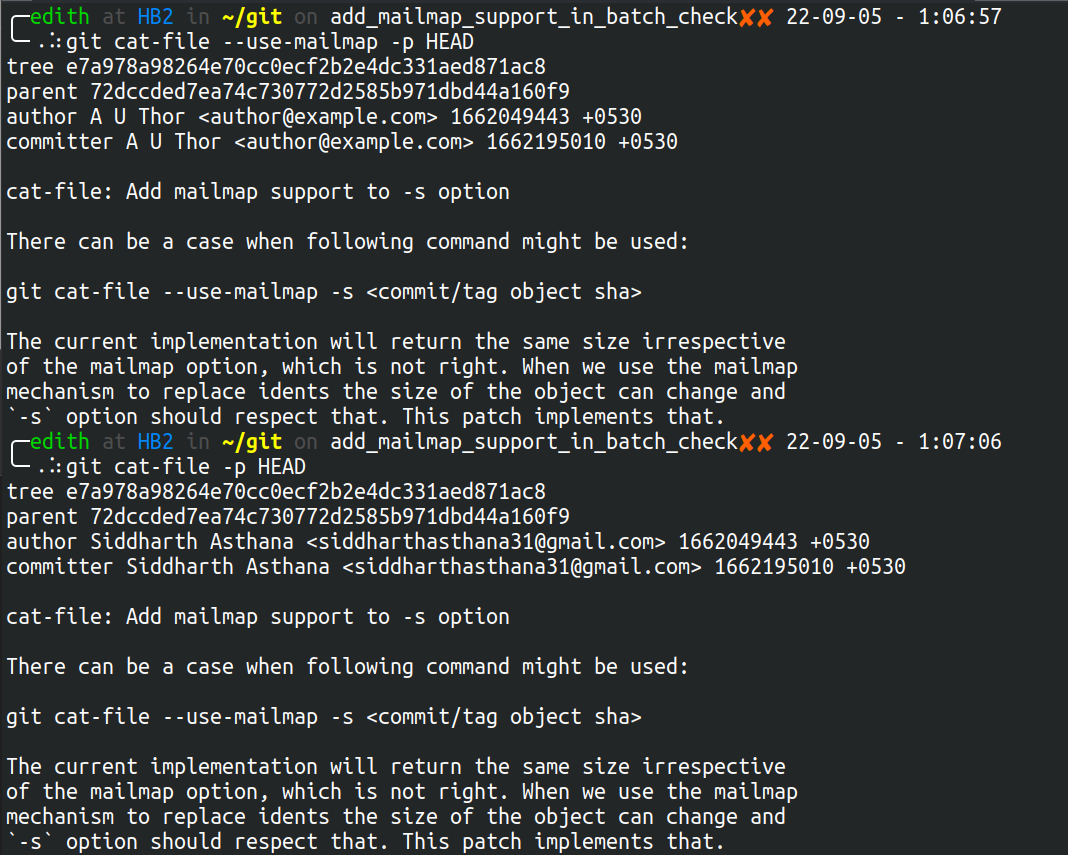 edith at HB2 in ~/git on add_mailmap_support_in_batch_check✘✘ 22-09-05 - 1:06:57
git cat-file --use-mailmap -p HEAD
tree e7a978a98264e70cc0ecf2b2e4dc331aed871ac8
parent 72dccded7ea74c730772d2585b971dbd44a160f9
author A U Thor <author@example.com> 1662049443 +0530
committer A U Thor <author@example.com> 1662195010 +0530

cat-file: Add mailmap support to -s option

There can be a case when following command might be used:

git cat-file --use-mailmap -s <commit/tag object sha>

The current implementation will return the same size irrespective
of the mailmap option, which is not right. When we use the mailmap
mechanism to replace idents the size of the object can change and
`-s` option should respect that. This patch implements that.
edith at HB2 in ~/git on add_mailmap_support_in_batch_check✘✘ 22-09-05 - 1:07:06
git cat-file -p HEAD
tree e7a978a98264e70cc0ecf2b2e4dc331aed871ac8
parent 72dccded7ea74c730772d2585b971dbd44a160f9
author Siddharth Asthana <siddharthasthana31@gmail.com> 1662049443 +0530
committer Siddharth Asthana <siddharthasthana31@gmail.com> 1662195010 +0530

cat-file: Add mailmap support to -s option

There can be a case when following command might be used:

git cat-file --use-mailmap -s <commit/tag object sha>

The current implementation will return the same size irrespective
of the mailmap option, which is not right. When we use the mailmap
mechanism to replace idents the size of the object can change and
`-s` option should respect that. This patch implements that.